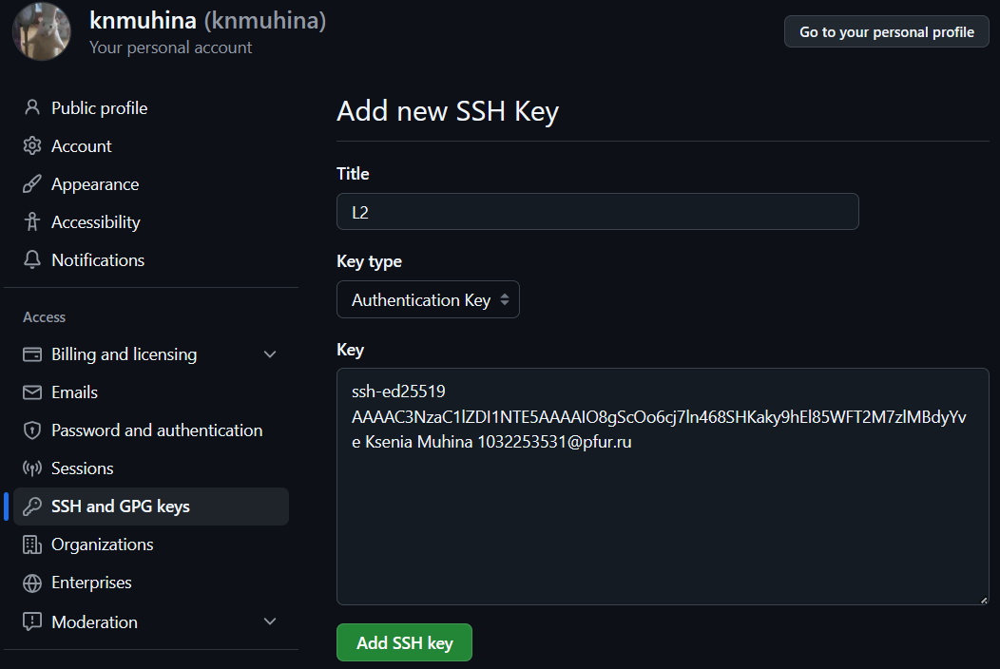 knmuhina (knmuhina)
Your personal account
Go to your personal profile
Public profile
Account
Appearance
Accessibility
Notifications
Access
Billing and licensing
Emails
Password and authentication
Sessions
SSH and GPG keys
Organizations
Enterprises
Moderation
Add new SSH Key
Title
L2
Key type
Authentication Key
Key
ssh-ed25519
AAAAC3NzaC1lZDI1NTE5AAAAIO8gScOo6cj7ln468SHKaky9hEl85WFT2M7zlMBdyYv
e Ksenia Muhina 1032253531@pfur.ru
Add SSH key